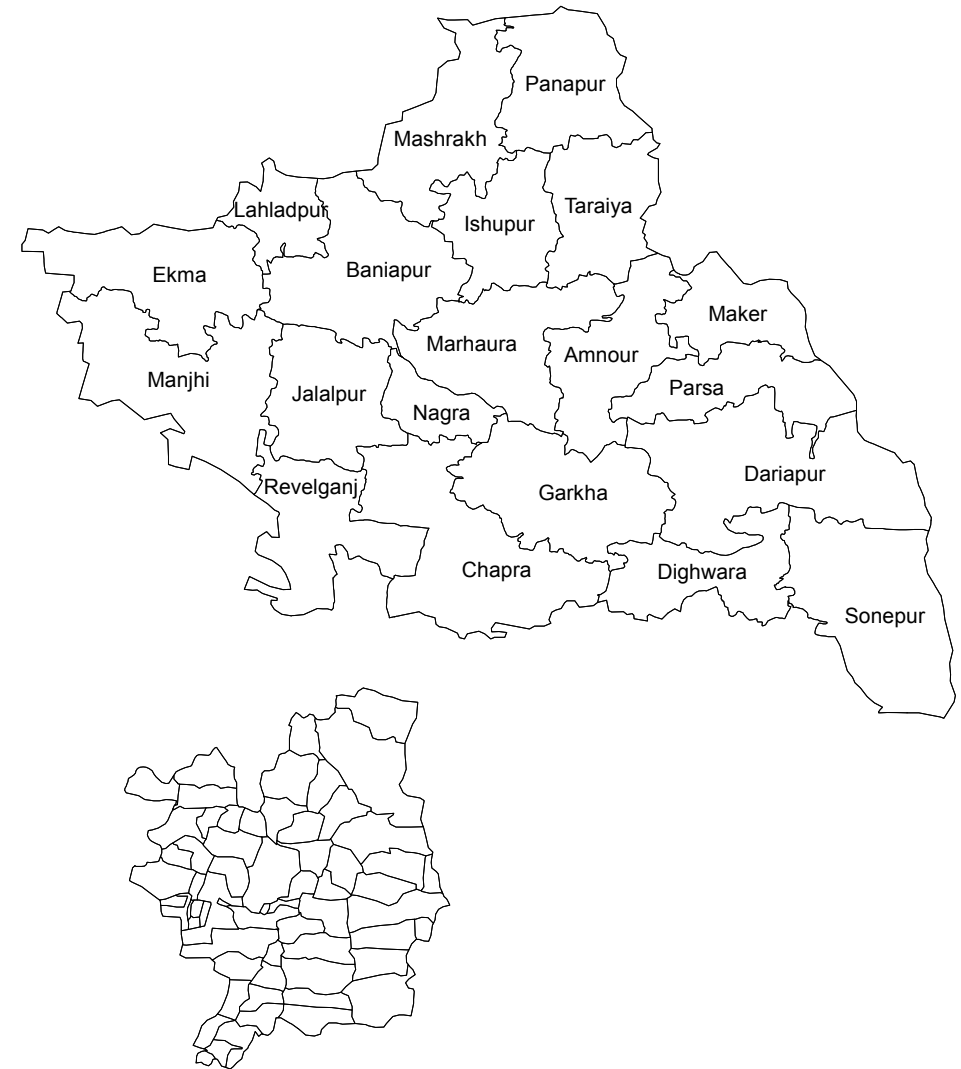 Panapur
Mashrakh
Lahladpur
Ishupur
Taraiya
Ekma
Baniapur
Maker
Marhaura
Amnour
Manjhi
Jalalpur
Parsa
Nagra
Dariapur
Revelganj
Garkha
Chapra
Dighwara
Sonepur